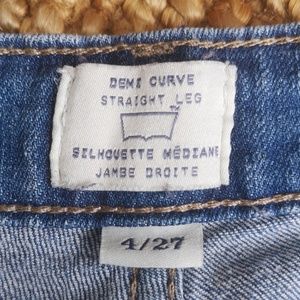 DEMI CURVE
STRAIGHT LEG
SILHOUETTE MÉDIANE
JAMBE DROITE
4/27